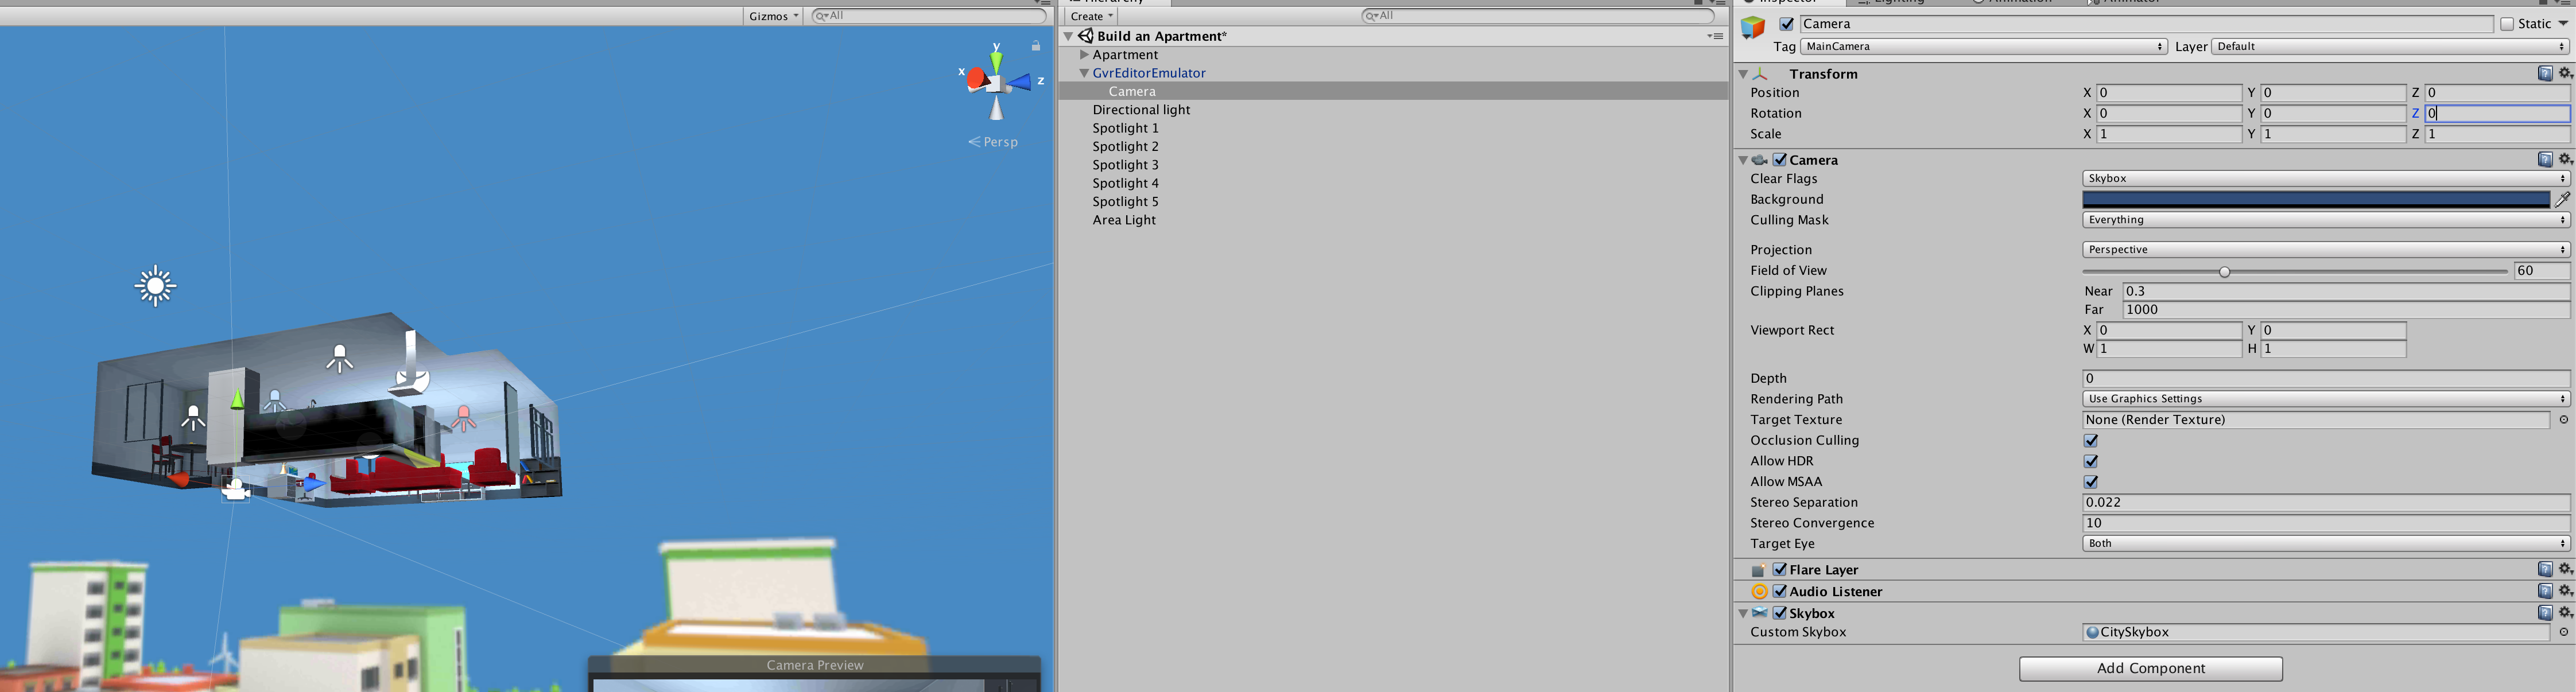 Gizmos
All
y
x
z
Persp
Camera Preview
Hierarchy
Create
All
Build an Apartment*
Apartment
GvrEditorEmulator
Camera
Directional light
Spotlight 1
Spotlight 2
Spotlight 3
Spotlight 4
Spotlight 5
Area Light
Inspector Lighting Animation Animator
Camera Static
Tag MainCamera Layer Default
Transform
Position X 0 Y 0 Z 0
Rotation X 0 Y 0 Z 0
Scale X 1 Y 1 Z 1
Camera
Clear Flags Skybox
Background
Culling Mask Everything
Projection Perspective
Field of View 60
Clipping Planes Near 0.3
Far 1000
Viewport Rect X 0 Y 0
W 1 H 1
Depth 0
Rendering Path Use Graphics Settings
Target Texture None (Render Texture)
Occlusion Culling
Allow HDR
Allow MSAA
Stereo Separation 0.022
Stereo Convergence 10
Target Eye Both
Flare Layer
Audio Listener
Skybox
Custom Skybox CitySkybox
Add Component